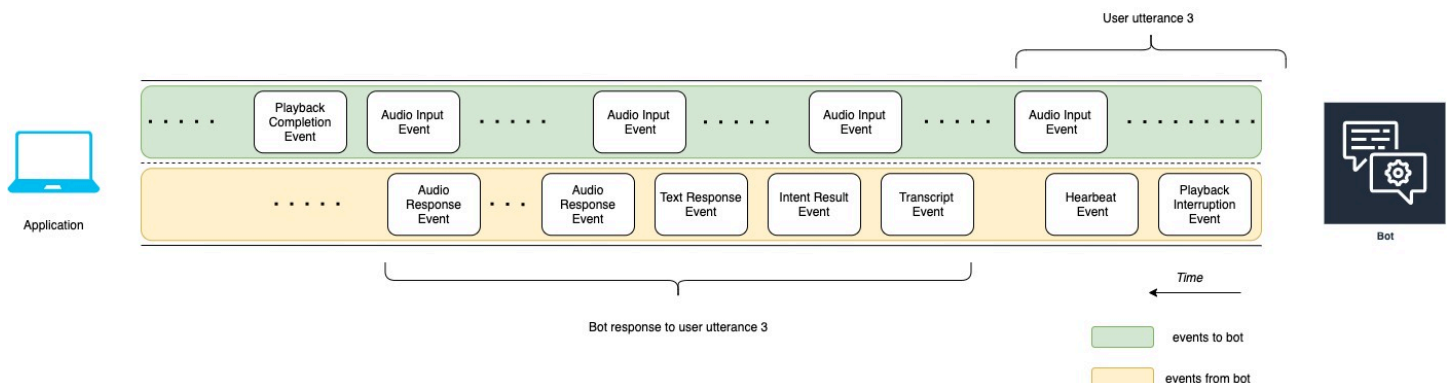 User utterance 3
Playback
Completion
Event
Audio Input
Event
Audio Input
Event
Audio Input
Event
Audio Input
Event
Application
Audio
Response
Event
Audio
Response
Event
Text Response
Event
Intent Result
Event
Transcript
Event
Hearbeat
Event
Playback
Interruption
Event
Bot
Time
Bot response to user utterance 3
events to bot
events from bot